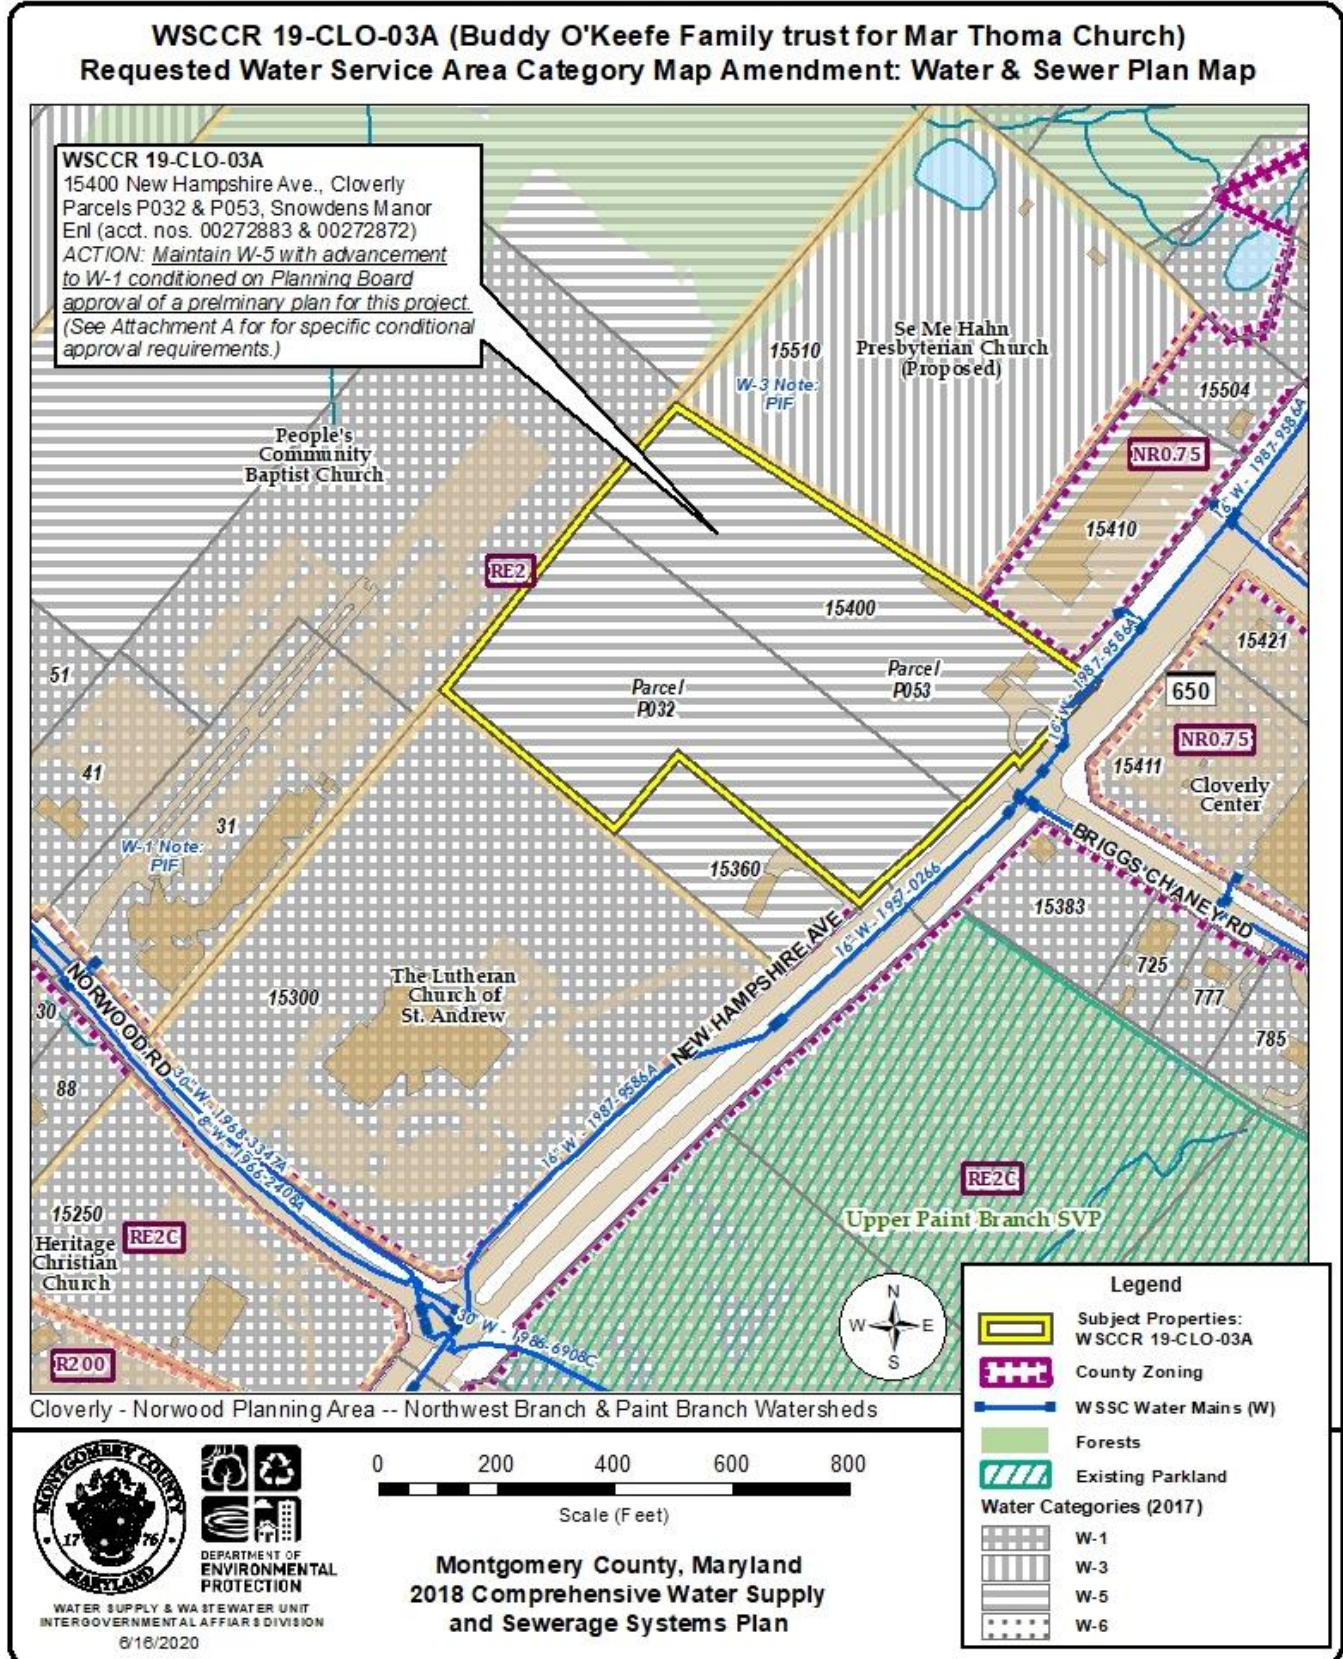 WSCCR 19-CLO-03A (Buddy O'Keefe Family trust for Mar Thoma Church)
Requested Water Service Area Category Map Amendment: Water & Sewer Plan Map
WSCCR 19-CLO-03A
15400 New Hampshire Ave., Cloverly
Parcels P032 & P053, Snowdens Manor
Enl (acct. nos. 00272883 & 00272872)
ACTION: Maintain W-5 with advancement
to W-1 conditioned on Planning Board
approval of a prelminary plan for this project.
(See Attachment A for for specific conditional
approval requirements.)
Se Me Hahn
Presbyterian Church
(Proposed)
15510
W-3 Note:
PIF
15504
People's
Community
Baptist Church
NR0.75
16" W - 1987-9586A
15410
RE2
15400
15421
Parcel
P053
Parcel
P032
650
16" W - 1987-9586A
NR0.75
15411
Cloverly
Center
51
41
31
W-1 Note:
PIF
15360
BRIGGS CHANEY RD
15383
16" W - 1957-0266
NEW HAMPSHIRE AVE
725
777
785
The Lutheran
Church of
St. Andrew
15300
NORWOOD RD
30
88
30" W - 1968-3347A
8" W - 1966-2408A
16" W - 1987-9586A
RE2C
Upper Paint Branch SVP
15250
Heritage
Christian
Church
RE2C
R200
30" W - 1986-6908C
N
W E
S
Legend
Subject Properties:
WSCCR 19-CLO-03A
County Zoning
WSSC Water Mains (W)
Forests
Existing Parkland
Water Categories (2017)
W-1
W-3
W-5
W-6
Cloverly - Norwood Planning Area -- Northwest Branch & Paint Branch Watersheds
MONTGOMERY COUNTY
17 76
MARYLAND
DEPARTMENT OF
ENVIRONMENTAL
PROTECTION
WATER SUPPLY & WASTEWATER UNIT
INTERGOVERNMENTAL AFFIARS DIVISION
6/16/2020
0 200 400 600 800
Scale (Feet)
Montgomery County, Maryland
2018 Comprehensive Water Supply
and Sewerage Systems Plan